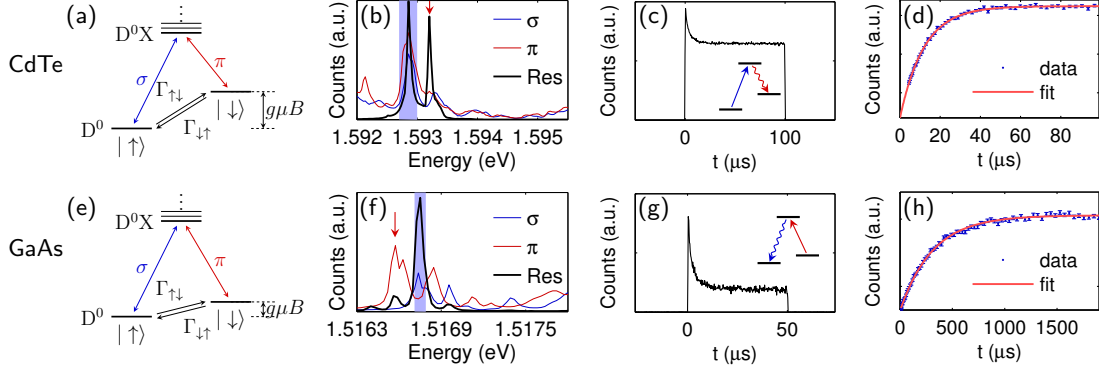 CdTe
(a)
⋮
D⁰X
σ
π
Γ↑↓
Γ↓↑
|↓⟩
gμB
D⁰
|↑⟩
(b)
Counts (a.u.)
σ
π
Res
1.592 1.593 1.594 1.595
Energy (eV)
(c)
Counts (a.u.)
0 100
t (μs)
(d)
Counts (a.u.)
data
fit
0 20 40 60 80
t (μs)
GaAs
(e)
⋮
D⁰X
σ
π
Γ↑↓
Γ↓↑
|↓⟩
gμB
D⁰
|↑⟩
(f)
Counts (a.u.)
σ
π
Res
1.5163 1.5169 1.5175
Energy (eV)
(g)
Counts (a.u.)
0 50
t (μs)
(h)
Counts (a.u.)
data
fit
0 500 1000 1500
t (μs)